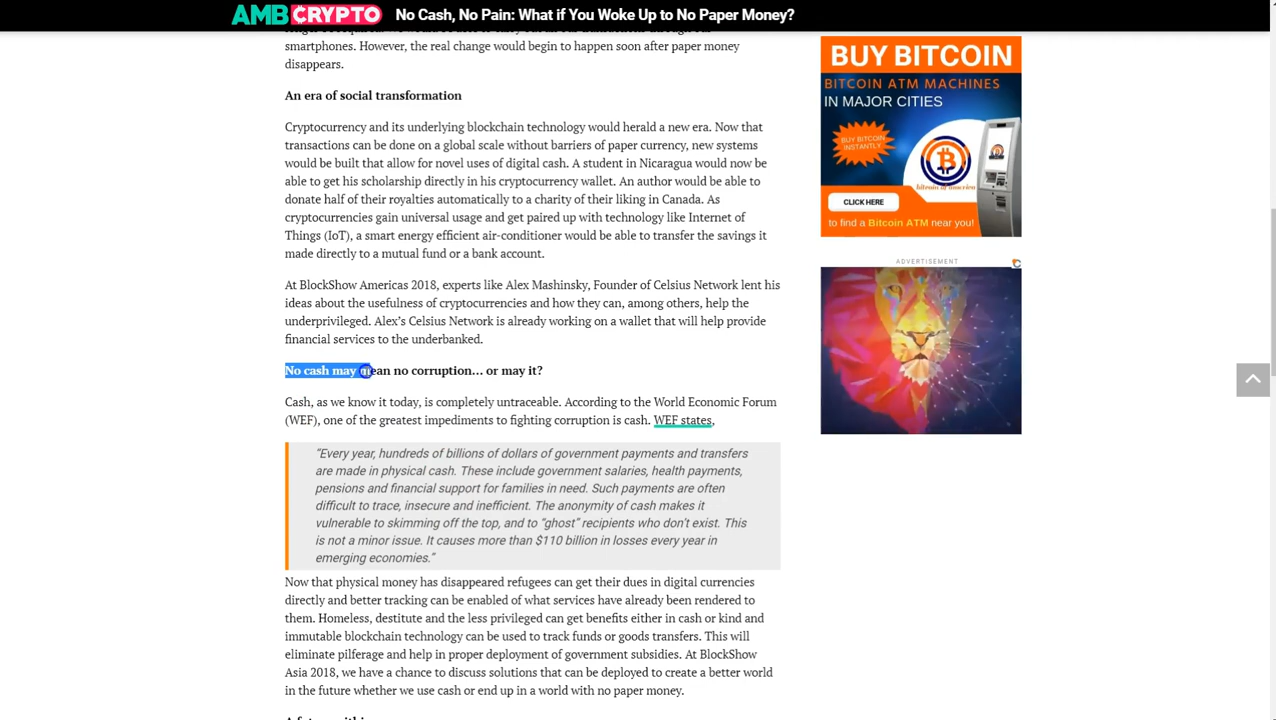 AMBCRYPTO No Cash, No Pain: What if You Woke Up to No Paper Money?
smartphones. However, the real change would begin to happen soon after paper money
disappears.
An era of social transformation
Cryptocurrency and its underlying blockchain technology would herald a new era. Now that
transactions can be done on a global scale without barriers of paper currency, new systems
would be built that allow for novel uses of digital cash. A student in Nicaragua would now be
able to get his scholarship directly in his cryptocurrency wallet. An author would be able to
donate half of their royalties automatically to a charity of their liking in Canada. As
cryptocurrencies gain universal usage and get paired up with technology like Internet of
Things (IoT), a smart energy efficient air-conditioner would be able to transfer the savings it
made directly to a mutual fund or a bank account.
At BlockShow Americas 2018, experts like Alex Mashinsky, Founder of Celsius Network lent his
ideas about the usefulness of cryptocurrencies and how they can, among others, help the
underprivileged. Alex’s Celsius Network is already working on a wallet that will help provide
financial services to the underbanked.
No cash may mean no corruption… or may it?
Cash, as we know it today, is completely untraceable. According to the World Economic Forum
(WEF), one of the greatest impediments to fighting corruption is cash. WEF states,
“Every year, hundreds of billions of dollars of government payments and transfers
are made in physical cash. These include government salaries, health payments,
pensions and financial support for families in need. Such payments are often
difficult to trace, insecure and inefficient. The anonymity of cash makes it
vulnerable to skimming off the top, and to “ghost” recipients who don’t exist. This
is not a minor issue. It causes more than $110 billion in losses every year in
emerging economies.”
Now that physical money has disappeared refugees can get their dues in digital currencies
directly and better tracking can be enabled of what services have already been rendered to
them. Homeless, destitute and the less privileged can get benefits either in cash or kind and
immutable blockchain technology can be used to track funds or goods transfers. This will
eliminate pilferage and help in proper deployment of government subsidies. At BlockShow
Asia 2018, we have a chance to discuss solutions that can be deployed to create a better world
in the future whether we use cash or end up in a world with no paper money.
BUY BITCOIN
BITCOIN ATM MACHINES
IN MAJOR CITIES
BUY BITCOIN
INSTANTLY
bitcoin of america
CLICK HERE
to find a Bitcoin ATM near you!
ADVERTISEMENT